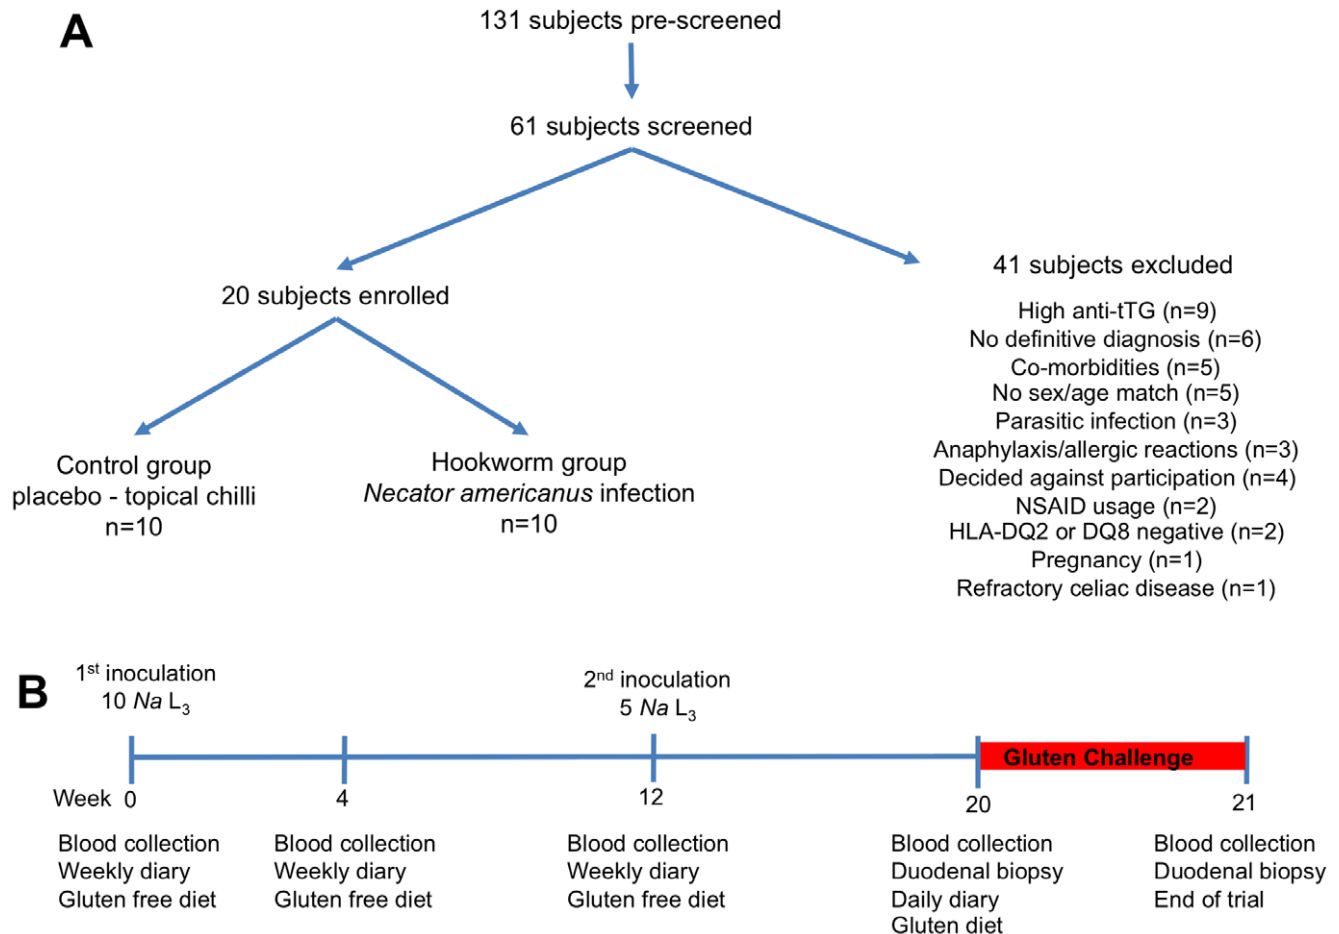 A
131 subjects pre-screened
61 subjects screened
20 subjects enrolled
Control group
placebo - topical chilli
n=10
Hookworm group
Necator americanus infection
n=10
41 subjects excluded
High anti-tTG (n=9)
No definitive diagnosis (n=6)
Co-morbidities (n=5)
No sex/age match (n=5)
Parasitic infection (n=3)
Anaphylaxis/allergic reactions (n=3)
Decided against participation (n=4)
NSAID usage (n=2)
HLA-DQ2 or DQ8 negative (n=2)
Pregnancy (n=1)
Refractory celiac disease (n=1)
B
1st inoculation
10 Na L3
2nd inoculation
5 Na L3
Gluten Challenge
Week 0 4 12 20 21
Blood collection
Weekly diary
Gluten free diet
Blood collection
Weekly diary
Gluten free diet
Blood collection
Weekly diary
Gluten free diet
Blood collection
Duodenal biopsy
Daily diary
Gluten diet
Blood collection
Duodenal biopsy
End of trial